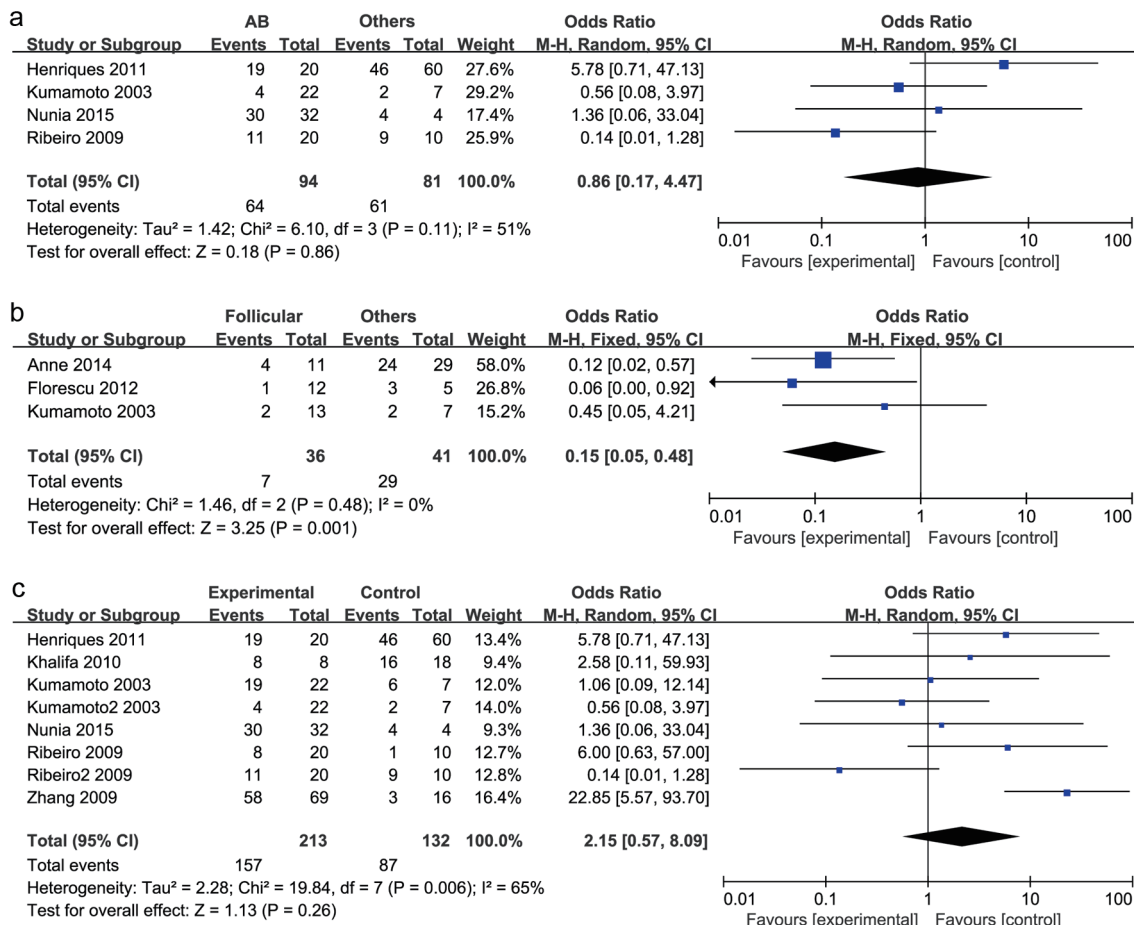 a
AB Others Odds Ratio Odds Ratio
Study or Subgroup Events Total Events Total Weight M-H, Random, 95% CI M-H, Random, 95% CI
Henriques 2011 19 20 46 60 27.6% 5.78 [0.71, 47.13]
Kumamoto 2003 4 22 2 7 29.2% 0.56 [0.08, 3.97]
Nunia 2015 30 32 4 4 17.4% 1.36 [0.06, 33.04]
Ribeiro 2009 11 20 9 10 25.9% 0.14 [0.01, 1.28]
Total (95% CI) 94 81 100.0% 0.86 [0.17, 4.47]
Total events 64 61
Heterogeneity: Tau² = 1.42; Chi² = 6.10, df = 3 (P = 0.11); I² = 51%
Test for overall effect: Z = 0.18 (P = 0.86)
0.01 0.1 1 10 100
Favours [experimental] Favours [control]
b
Follicular Others Odds Ratio Odds Ratio
Study or Subgroup Events Total Events Total Weight M-H, Fixed, 95% CI M-H, Fixed, 95% CI
Anne 2014 4 11 24 29 58.0% 0.12 [0.02, 0.57]
Florescu 2012 1 12 3 5 26.8% 0.06 [0.00, 0.92]
Kumamoto 2003 2 13 2 7 15.2% 0.45 [0.05, 4.21]
Total (95% CI) 36 41 100.0% 0.15 [0.05, 0.48]
Total events 7 29
Heterogeneity: Chi² = 1.46, df = 2 (P = 0.48); I² = 0%
Test for overall effect: Z = 3.25 (P = 0.001)
0.01 0.1 1 10 100
Favours [experimental] Favours [control]
c
Experimental Control Odds Ratio Odds Ratio
Study or Subgroup Events Total Events Total Weight M-H, Random, 95% CI M-H, Random, 95% CI
Henriques 2011 19 20 46 60 13.4% 5.78 [0.71, 47.13]
Khalifa 2010 8 8 16 18 9.4% 2.58 [0.11, 59.93]
Kumamoto 2003 19 22 6 7 12.0% 1.06 [0.09, 12.14]
Kumamoto2 2003 4 22 2 7 14.0% 0.56 [0.08, 3.97]
Nunia 2015 30 32 4 4 9.3% 1.36 [0.06, 33.04]
Ribeiro 2009 8 20 1 10 12.7% 6.00 [0.63, 57.00]
Ribeiro2 2009 11 20 9 10 12.8% 0.14 [0.01, 1.28]
Zhang 2009 58 69 3 16 16.4% 22.85 [5.57, 93.70]
Total (95% CI) 213 132 100.0% 2.15 [0.57, 8.09]
Total events 157 87
Heterogeneity: Tau² = 2.28; Chi² = 19.84, df = 7 (P = 0.006); I² = 65%
Test for overall effect: Z = 1.13 (P = 0.26)
0.01 0.1 1 10 100
Favours [experimental] Favours [control]